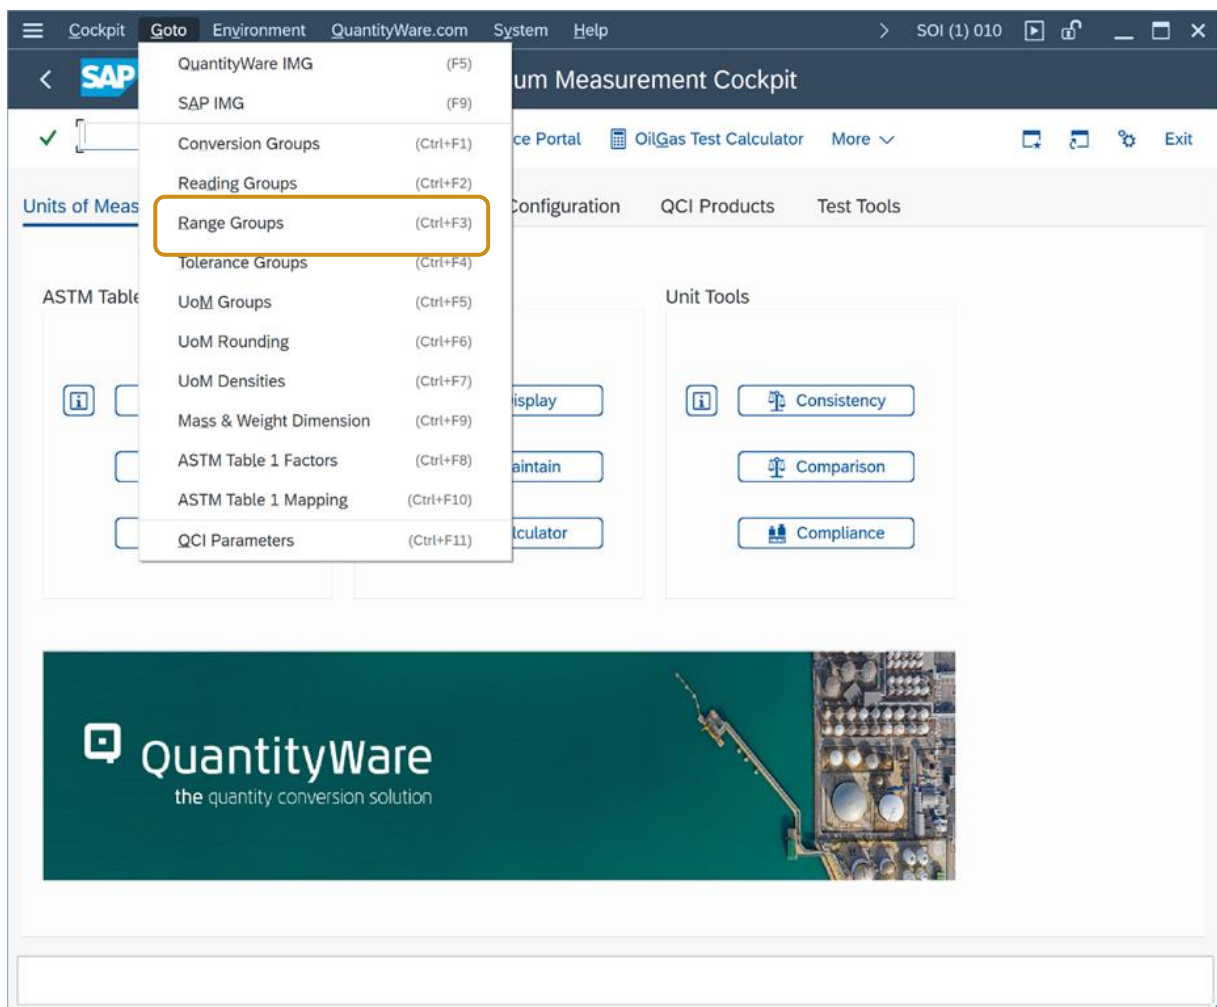 Cockpit Goto Environment QuantityWare.com System Help SOI (1) 010
SAP um Measurement Cockpit
QuantityWare IMG (F5)
SAP IMG (F9)
Conversion Groups (Ctrl+F1)
Reading Groups (Ctrl+F2)
Range Groups (Ctrl+F3)
Tolerance Groups (Ctrl+F4)
UoM Groups (Ctrl+F5)
UoM Rounding (Ctrl+F6)
UoM Densities (Ctrl+F7)
Mass & Weight Dimension (Ctrl+F9)
ASTM Table 1 Factors (Ctrl+F8)
ASTM Table 1 Mapping (Ctrl+F10)
QCI Parameters (Ctrl+F11)
ce Portal OilGas Test Calculator More Exit
Units of Meas Configuration QCI Products Test Tools
ASTM Table Unit Tools
isplay Consistency
aintain Comparison
lculator Compliance
QuantityWare
the quantity conversion solution